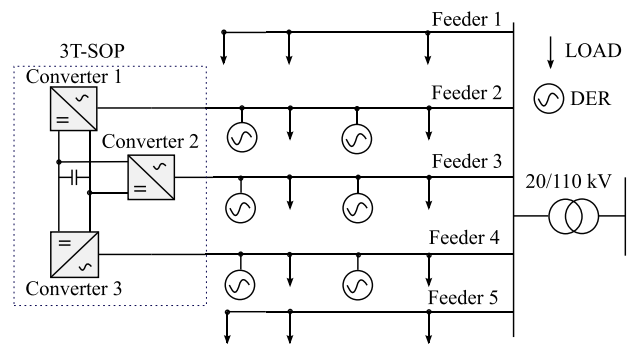 Feeder 1
3T-SOP
LOAD
Converter 1
Feeder 2
DER
Converter 2
Feeder 3
20/110 kV
Feeder 4
Converter 3
Feeder 5